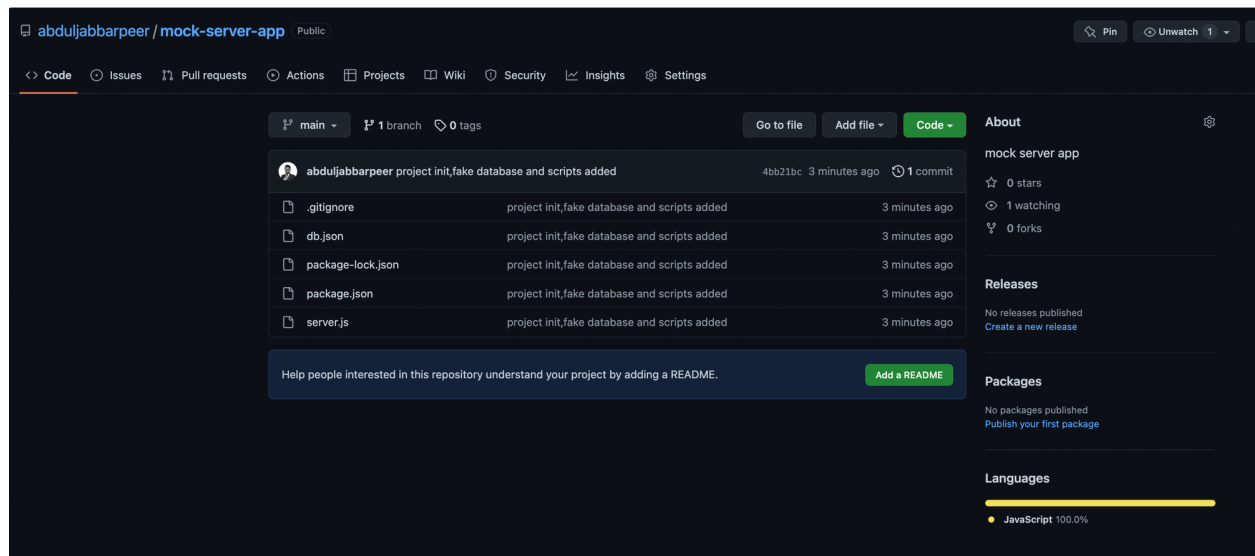 abduljabbarpeer / mock-server-app Public
Pin Unwatch 1
Code Issues Pull requests Actions Projects Wiki Security Insights Settings
main 1 branch 0 tags Go to file Add file Code
abduljabbarpeer project init,fake database and scripts added 4bb21bc 3 minutes ago 1 commit
.gitignore project init,fake database and scripts added 3 minutes ago
db.json project init,fake database and scripts added 3 minutes ago
package-lock.json project init,fake database and scripts added 3 minutes ago
package.json project init,fake database and scripts added 3 minutes ago
server.js project init,fake database and scripts added 3 minutes ago
Help people interested in this repository understand your project by adding a README. Add a README
About
mock server app
0 stars
1 watching
0 forks
Releases
No releases published
Create a new release
Packages
No packages published
Publish your first package
Languages
JavaScript 100.0%